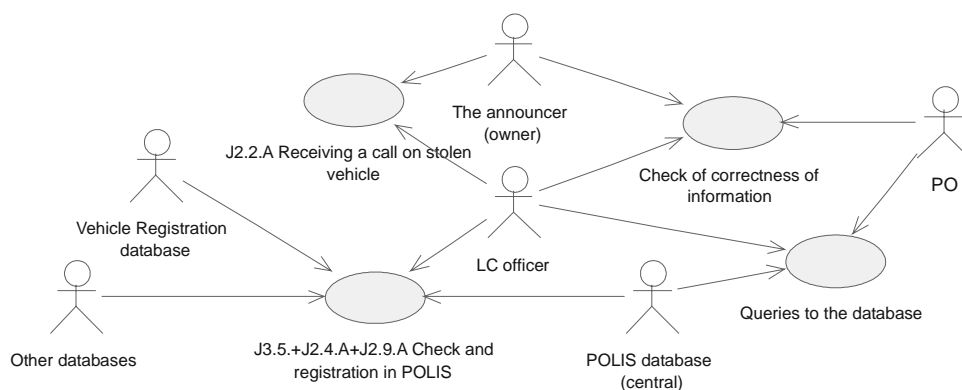 The announcer
(owner)
J2.2.A Receiving a call on stolen
vehicle
Check of correctness of
information
PO
Vehicle Registration
database
LC officer
Queries to the database
Other databases
J3.5.+J2.4.A+J2.9.A Check and
registration in POLIS
POLIS database
(central)